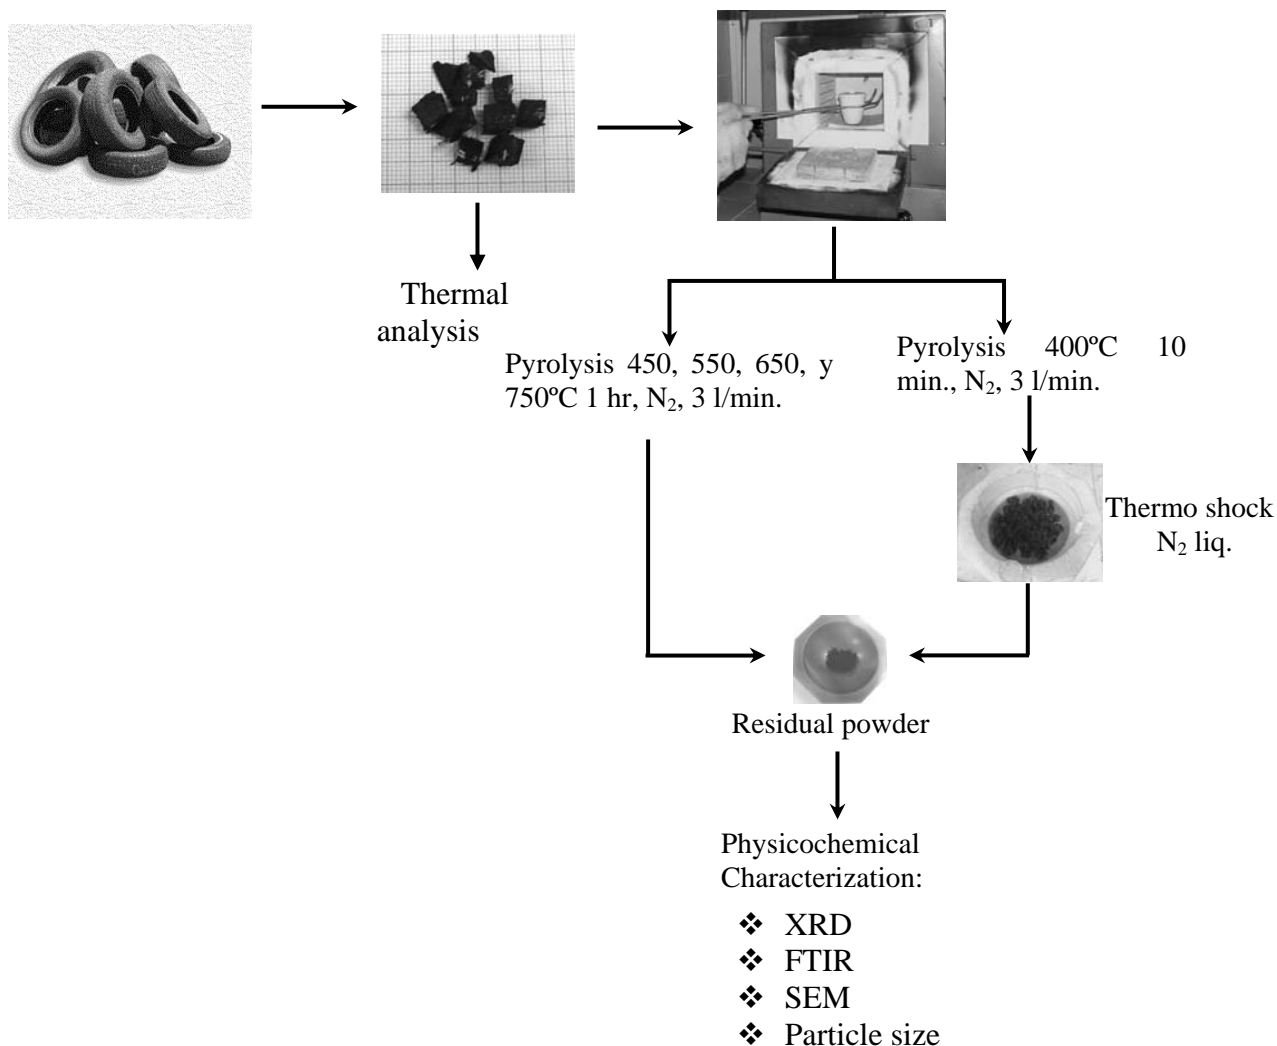 Thermal
analysis
Pyrolysis 450, 550, 650, y
750ºC 1 hr, N₂, 3 l/min.
Pyrolysis 400ºC 10
min., N₂, 3 l/min.
Thermo shock
N₂ liq.
Residual powder
Physicochemical
Characterization:
❖ XRD
❖ FTIR
❖ SEM
❖ Particle size